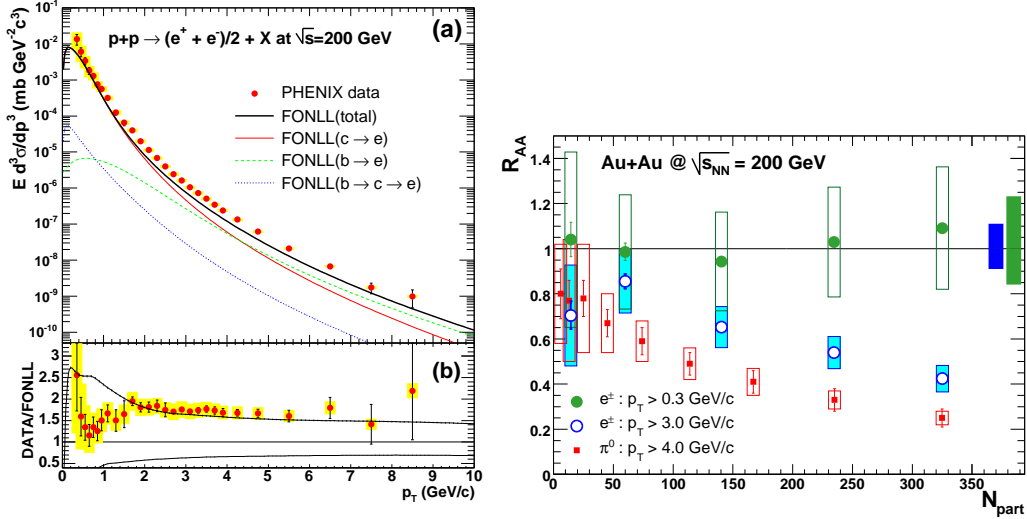 (a)
p+p → (e⁺ + e⁻)/2 + X at √s=200 GeV
PHENIX data
FONLL(total)
FONLL(c → e)
FONLL(b → e)
FONLL(b → c → e)
E d³σ/dp³ (mb GeV⁻²c³)
10⁻¹
10⁻²
10⁻³
10⁻⁴
10⁻⁵
10⁻⁶
10⁻⁷
10⁻⁸
10⁻⁹
10⁻¹⁰
(b)
DATA/FONLL
3
2.5
2
1.5
1
0.5
0 1 2 3 4 5 6 7 8 9 10
p_T (GeV/c)
R_AA
Au+Au @ √s_NN = 200 GeV
1.4
1.2
1
0.8
0.6
0.4
0.2
0
e± : p_T > 0.3 GeV/c
e± : p_T > 3.0 GeV/c
π⁰ : p_T > 4.0 GeV/c
0 50 100 150 200 250 300 350
N_part